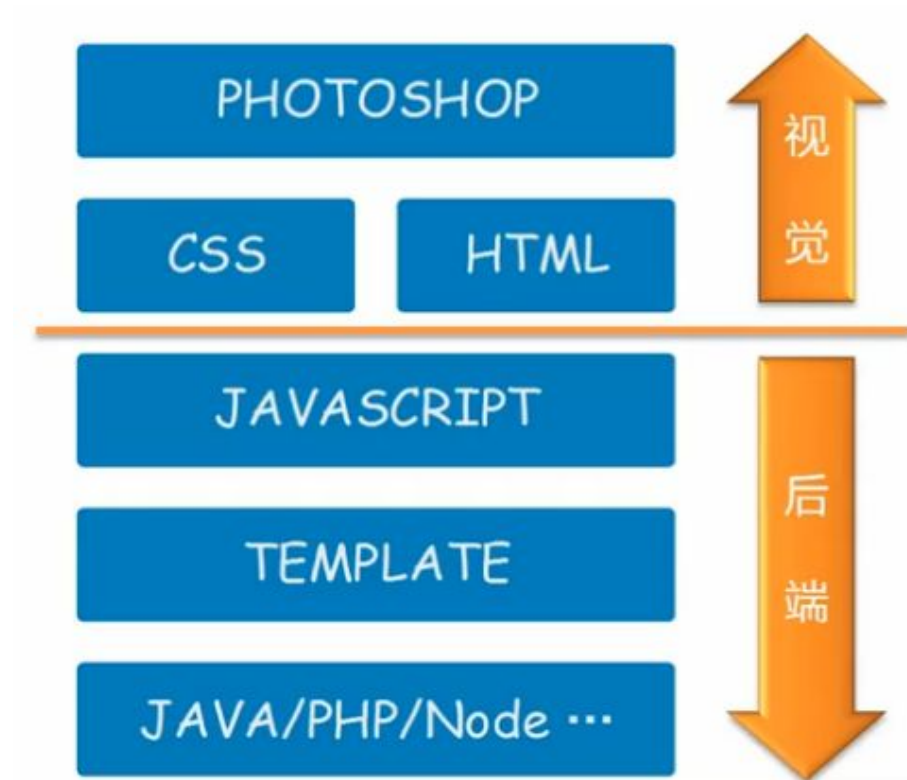 PHOTOSHOP
视
觉
CSS
HTML
JAVASCRIPT
TEMPLATE
后
端
JAVA/PHP/Node ···